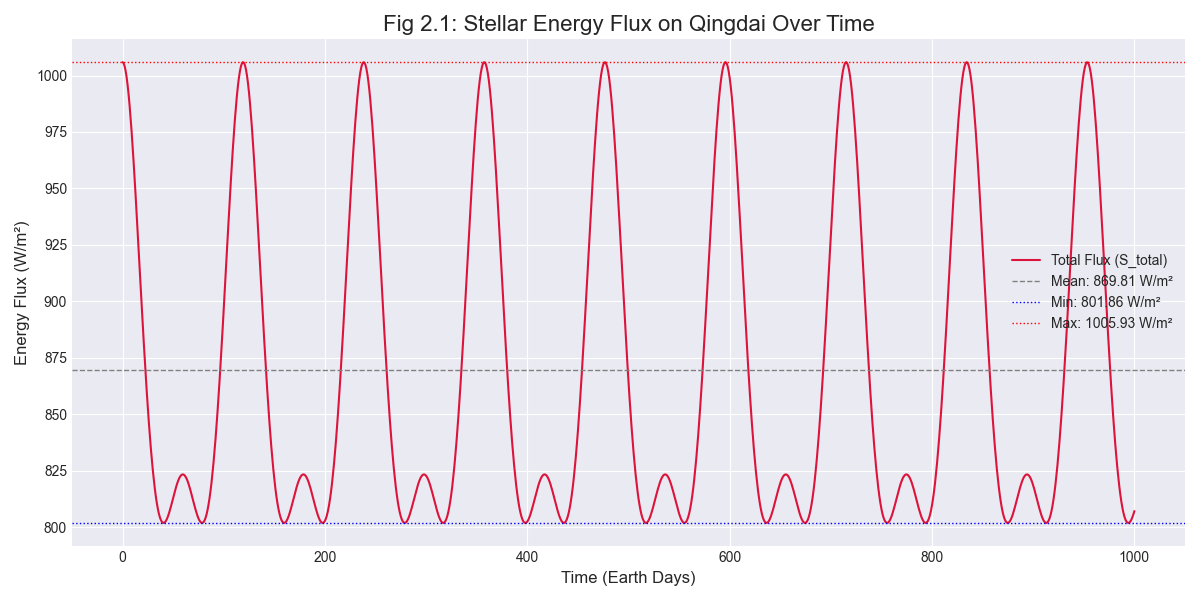 Fig 2.1: Stellar Energy Flux on Qingdai Over Time
Energy Flux (W/m²)
1000
975
950
925
900
875
850
825
800
Total Flux (S_total)
Mean: 869.81 W/m²
Min: 801.86 W/m²
Max: 1005.93 W/m²
0 200 400 600 800 1000
Time (Earth Days)